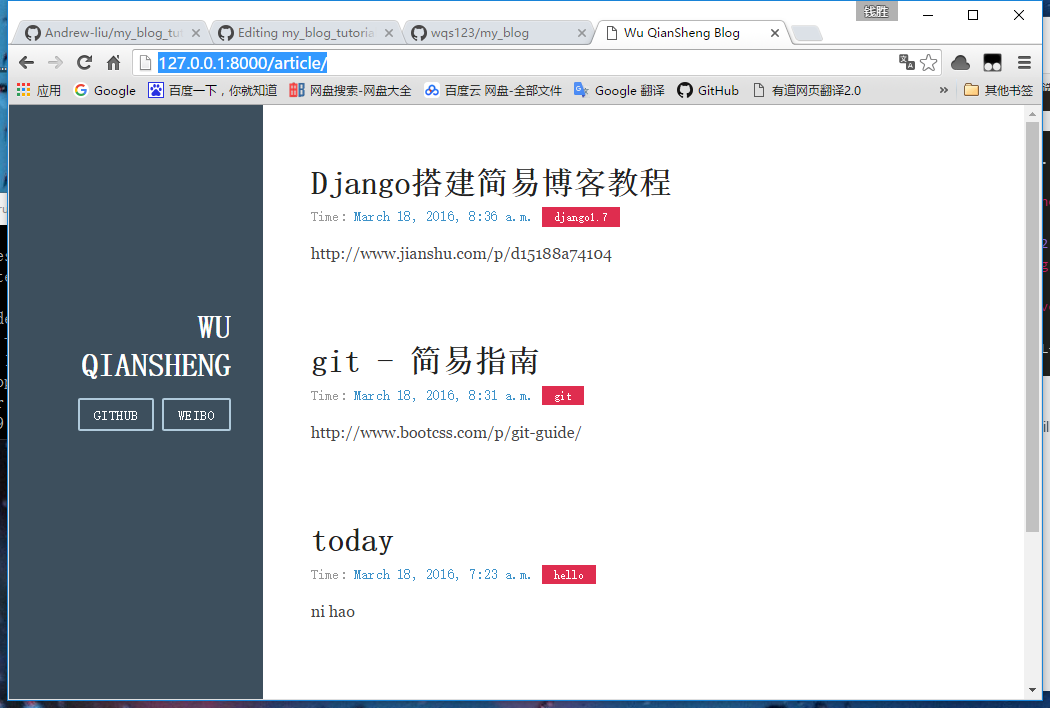 钱胜
Andrew-liu/my_blog_tut
Editing my_blog_tutoria
wqs123/my_blog
Wu QianSheng Blog
127.0.0.1:8000/article/
应用
Google
百度一下，你就知道
网盘搜索-网盘大全
百度云 网盘-全部文件
Google 翻译
GitHub
有道网页翻译2.0
»
其他书签
WU
QIANSHENG
GITHUB
WEIBO
Django搭建简易博客教程
Time: March 18, 2016, 8:36 a.m. django1.7
http://www.jianshu.com/p/d15188a74104
git - 简易指南
Time: March 18, 2016, 8:31 a.m. git
http://www.bootcss.com/p/git-guide/
today
Time: March 18, 2016, 7:23 a.m. hello
ni hao